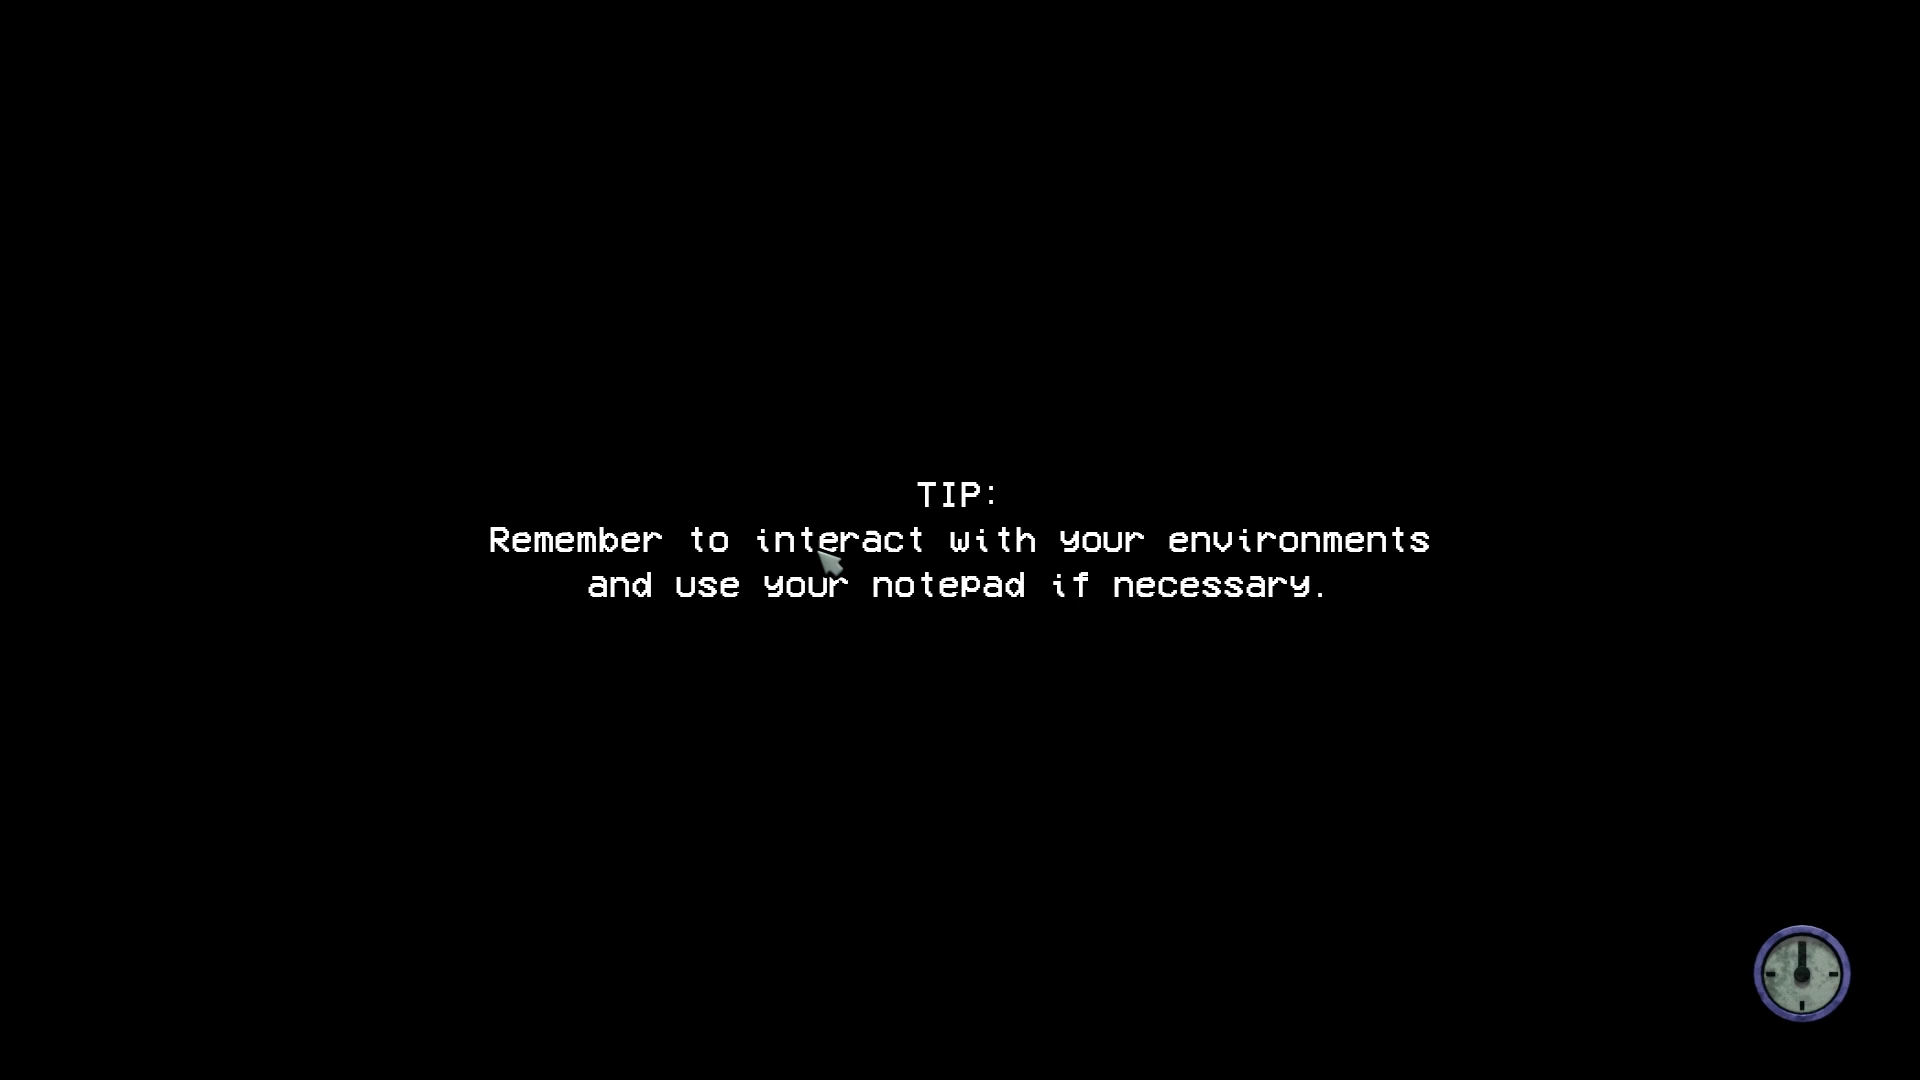 TIP:
Remember to interact with your environments
and use your notepad if necessary.